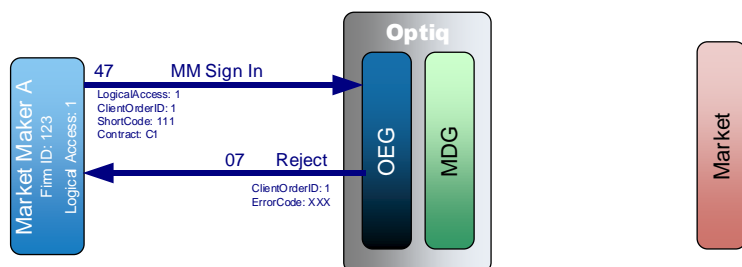 Optiq
Market Maker A
Firm ID: 123
Logical Access: 1
47 MM Sign In
LogicalAccess: 1
ClientOrderID: 1
ShortCode: 111
Contract: C1
07 Reject
ClientOrderID: 1
ErrorCode: XXX
OEG
MDG
Market